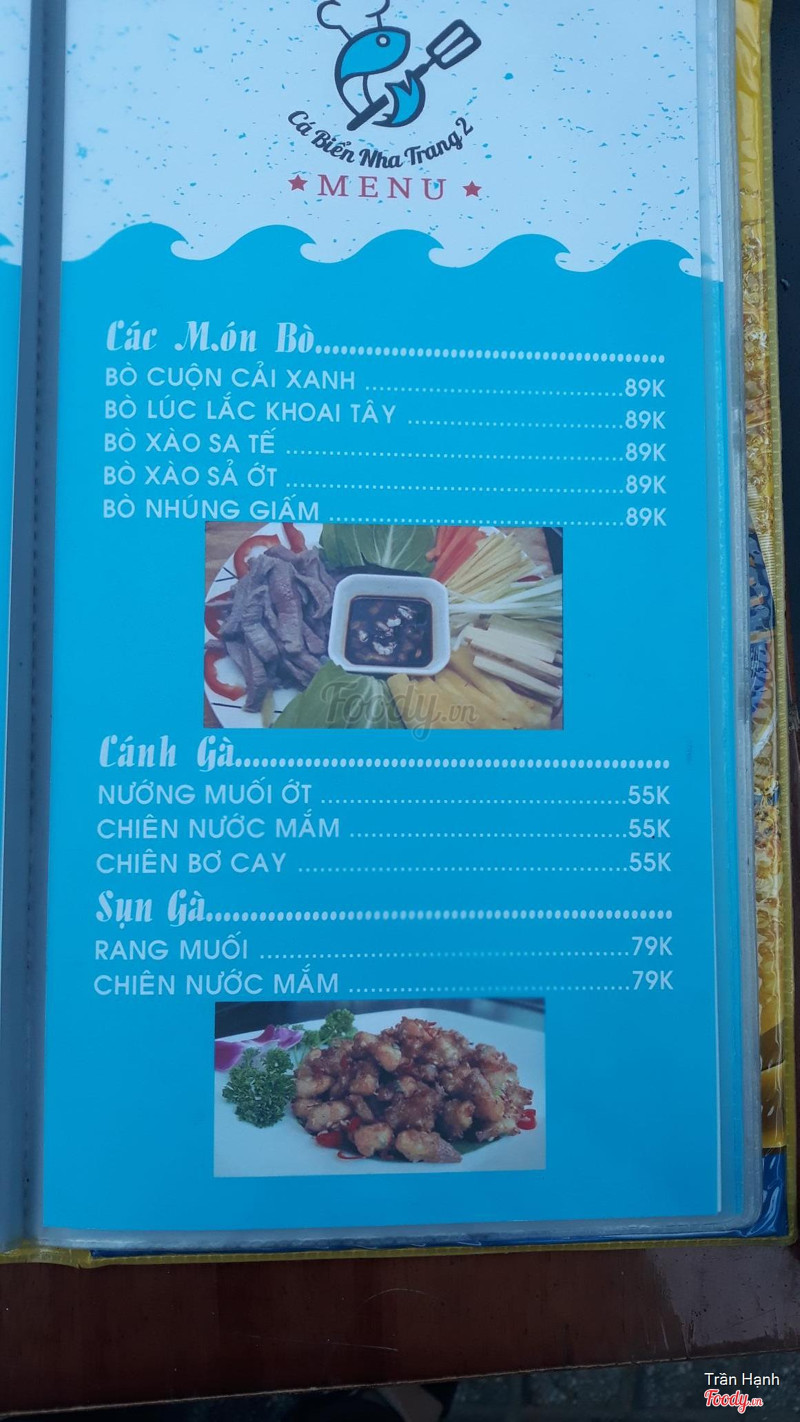 Cá Biển Nha Trang 2
★ MENU ★
Các Món Bò
BÒ CUỘN CẢI XANH ........................89K
BÒ LÚC LẮC KHOAI TÂY ........................89K
BÒ XÀO SA TẾ ........................89K
BÒ XÀO SẢ ỚT ........................89K
BÒ NHÚNG GIẤM ........................89K
Foody.vn
Cánh Gà
NƯỚNG MUỐI ỚT ........................55K
CHIÊN NƯỚC MẮM ........................55K
CHIÊN BƠ CAY ........................55K
Sụn Gà
RANG MUỐI ........................79K
CHIÊN NƯỚC MẮM ........................79K
Trần Hạnh
Foody.vn